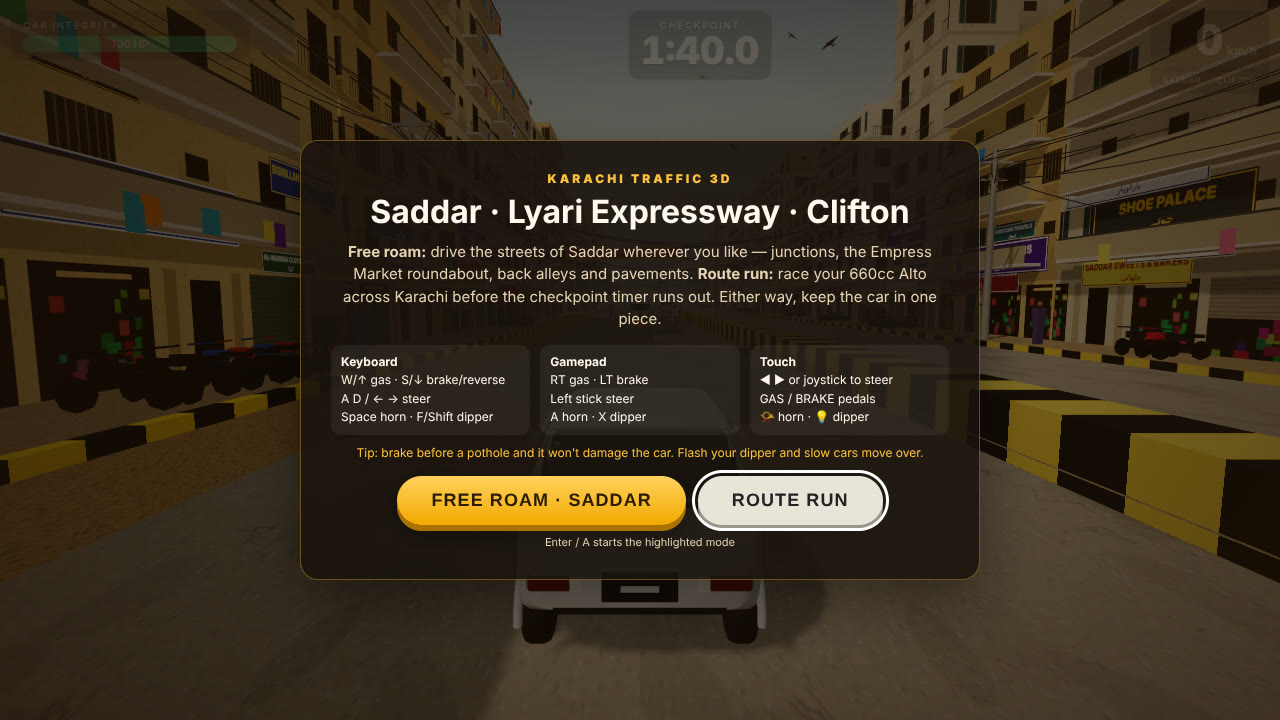 CAR INTEGRITY
100 HP
CHECKPOINT
1:40.0
0 km/h
SADDAR CLIFTON
SHOE PALACE
SADDAR SWEETS & BAKERS
KARACHI TRAFFIC 3D
Saddar · Lyari Expressway · Clifton
Free roam: drive the streets of Saddar wherever you like — junctions, the Empress
Market roundabout, back alleys and pavements. Route run: race your 660cc Alto
across Karachi before the checkpoint timer runs out. Either way, keep the car in one
piece.
Keyboard
W/↑ gas · S/↓ brake/reverse
A D / ← → steer
Space horn · F/Shift dipper
Gamepad
RT gas · LT brake
Left stick steer
A horn · X dipper
Touch
◀ ▶ or joystick to steer
GAS / BRAKE pedals
📯 horn · 💡 dipper
Tip: brake before a pothole and it won't damage the car. Flash your dipper and slow cars move over.
FREE ROAM · SADDAR
ROUTE RUN
Enter / A starts the highlighted mode